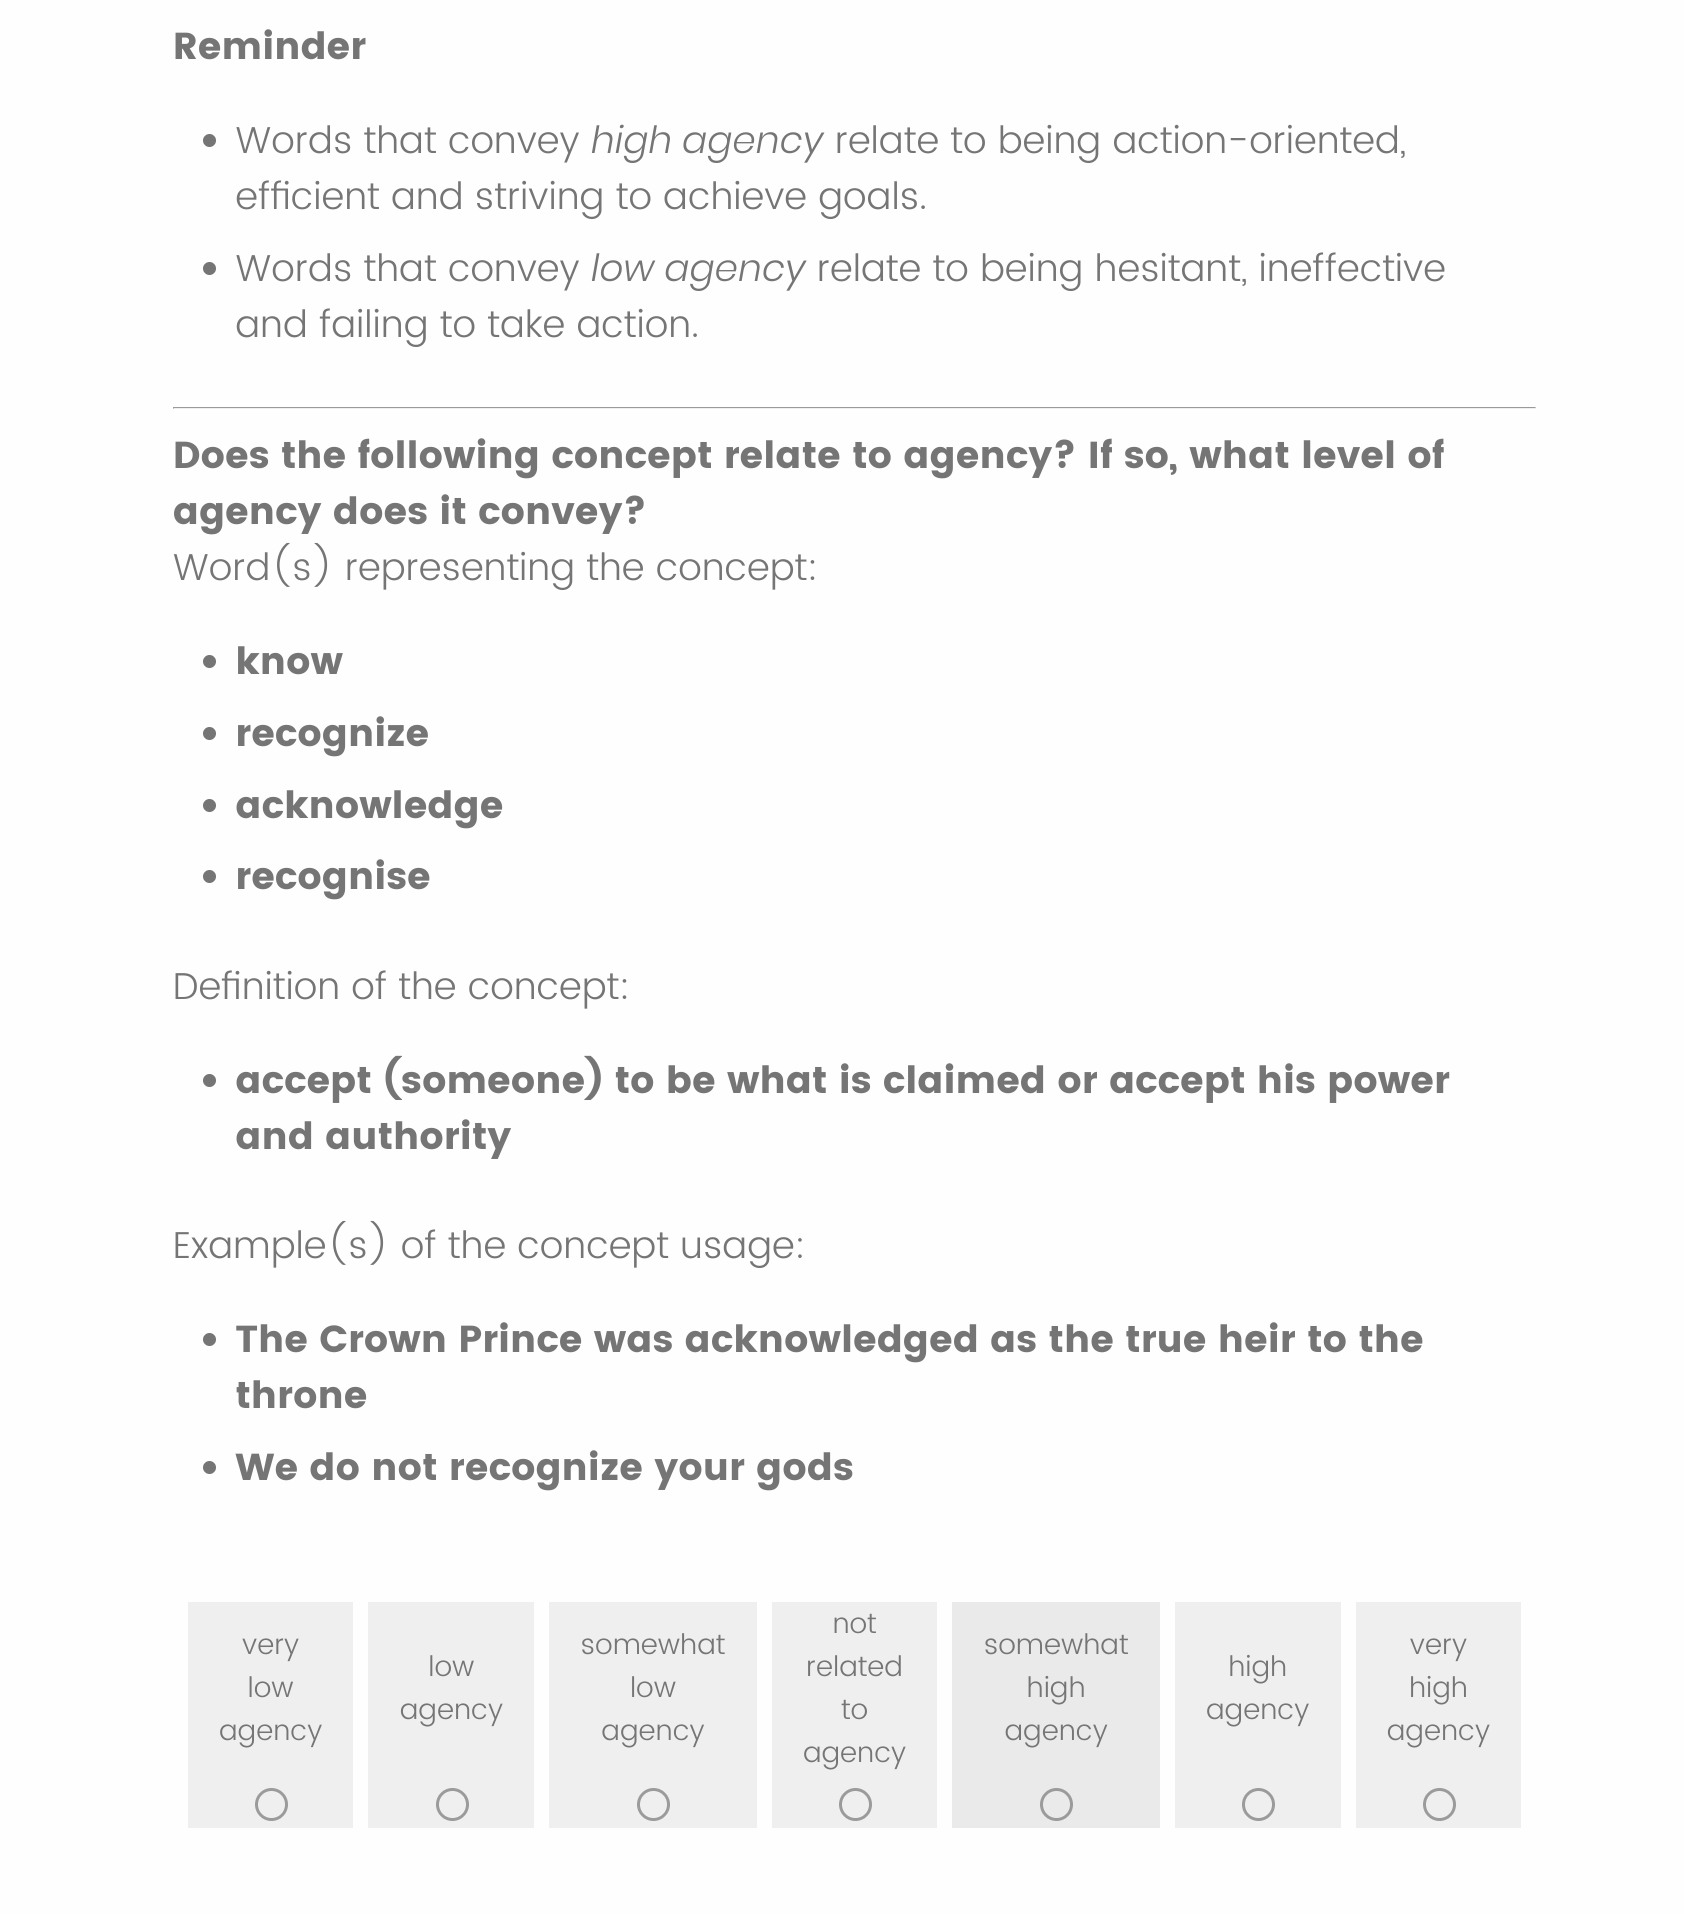 Reminder
Words that convey high agency relate to being action-oriented,
efficient and striving to achieve goals.
Words that convey low agency relate to being hesitant, ineffective
and failing to take action.
Does the following concept relate to agency? If so, what level of
agency does it convey?
Word(s) representing the concept:
know
recognize
acknowledge
recognise
Definition of the concept:
accept (someone) to be what is claimed or accept his power
and authority
Example(s) of the concept usage:
The Crown Prince was acknowledged as the true heir to the
throne
We do not recognize your gods
very
low
agency
low
agency
somewhat
low
agency
not
related
to
agency
somewhat
high
agency
high
agency
very
high
agency